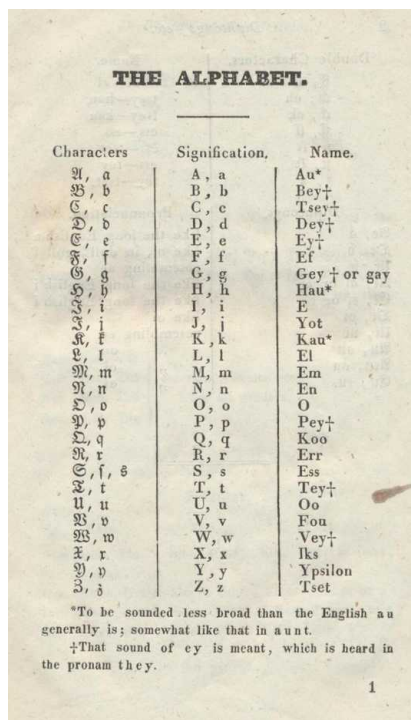 THE ALPHABET.
Characters Signification. Name.
𝔄, 𝔞 A, a Au*
𝔅, 𝔟 B, b Bey†
ℭ, 𝔠 C, c Tsey†
𝔇, 𝔡 D, d Dey†
𝔈, 𝔢 E, e Ey†
𝔉, 𝔣 F, f Ef
𝔊, 𝔤 G, g Gey † or gay
ℌ, 𝔥 H, h Hau*
ℑ, 𝔦 I, i E
𝔍, 𝔧 J, j Yot
𝔎, 𝔨 K, k Kau*
𝔏, 𝔩 L, l El
𝔐, 𝔪 M, m Em
𝔑, 𝔫 N, n En
𝔒, 𝔬 O, o O
𝔓, 𝔭 P, p Pey†
𝔔, 𝔮 Q, q Koo
ℜ, 𝔯 R, r Err
𝔖, ſ, 𝔰 S, s Ess
𝔗, 𝔱 T, t Tey†
𝔘, 𝔲 U, u Oo
𝔙, 𝔳 V, v Fou
𝔚, 𝔴 W, w Vey†
𝔛, 𝔵 X, x Iks
𝔜, 𝔶 Y, y Ypsilon
ℨ, 𝔷 Z, z Tset
*To be sounded less broad than the English au
generally is; somewhat like that in aunt.
†That sound of ey is meant, which is heard in
the pronam they.
1